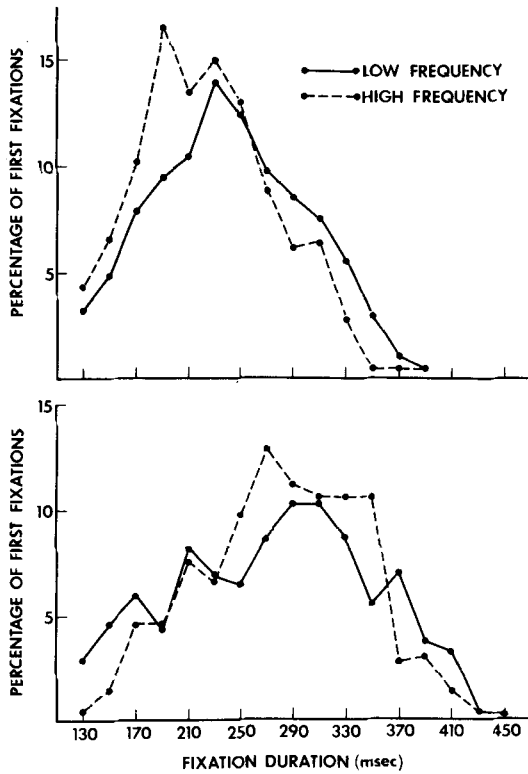 15
10
5
PERCENTAGE OF FIRST FIXATIONS
LOW FREQUENCY
HIGH FREQUENCY
15
10
5
PERCENTAGE OF FIRST FIXATIONS
130 170 210 250 290 330 370 410 450
FIXATION DURATION (msec)